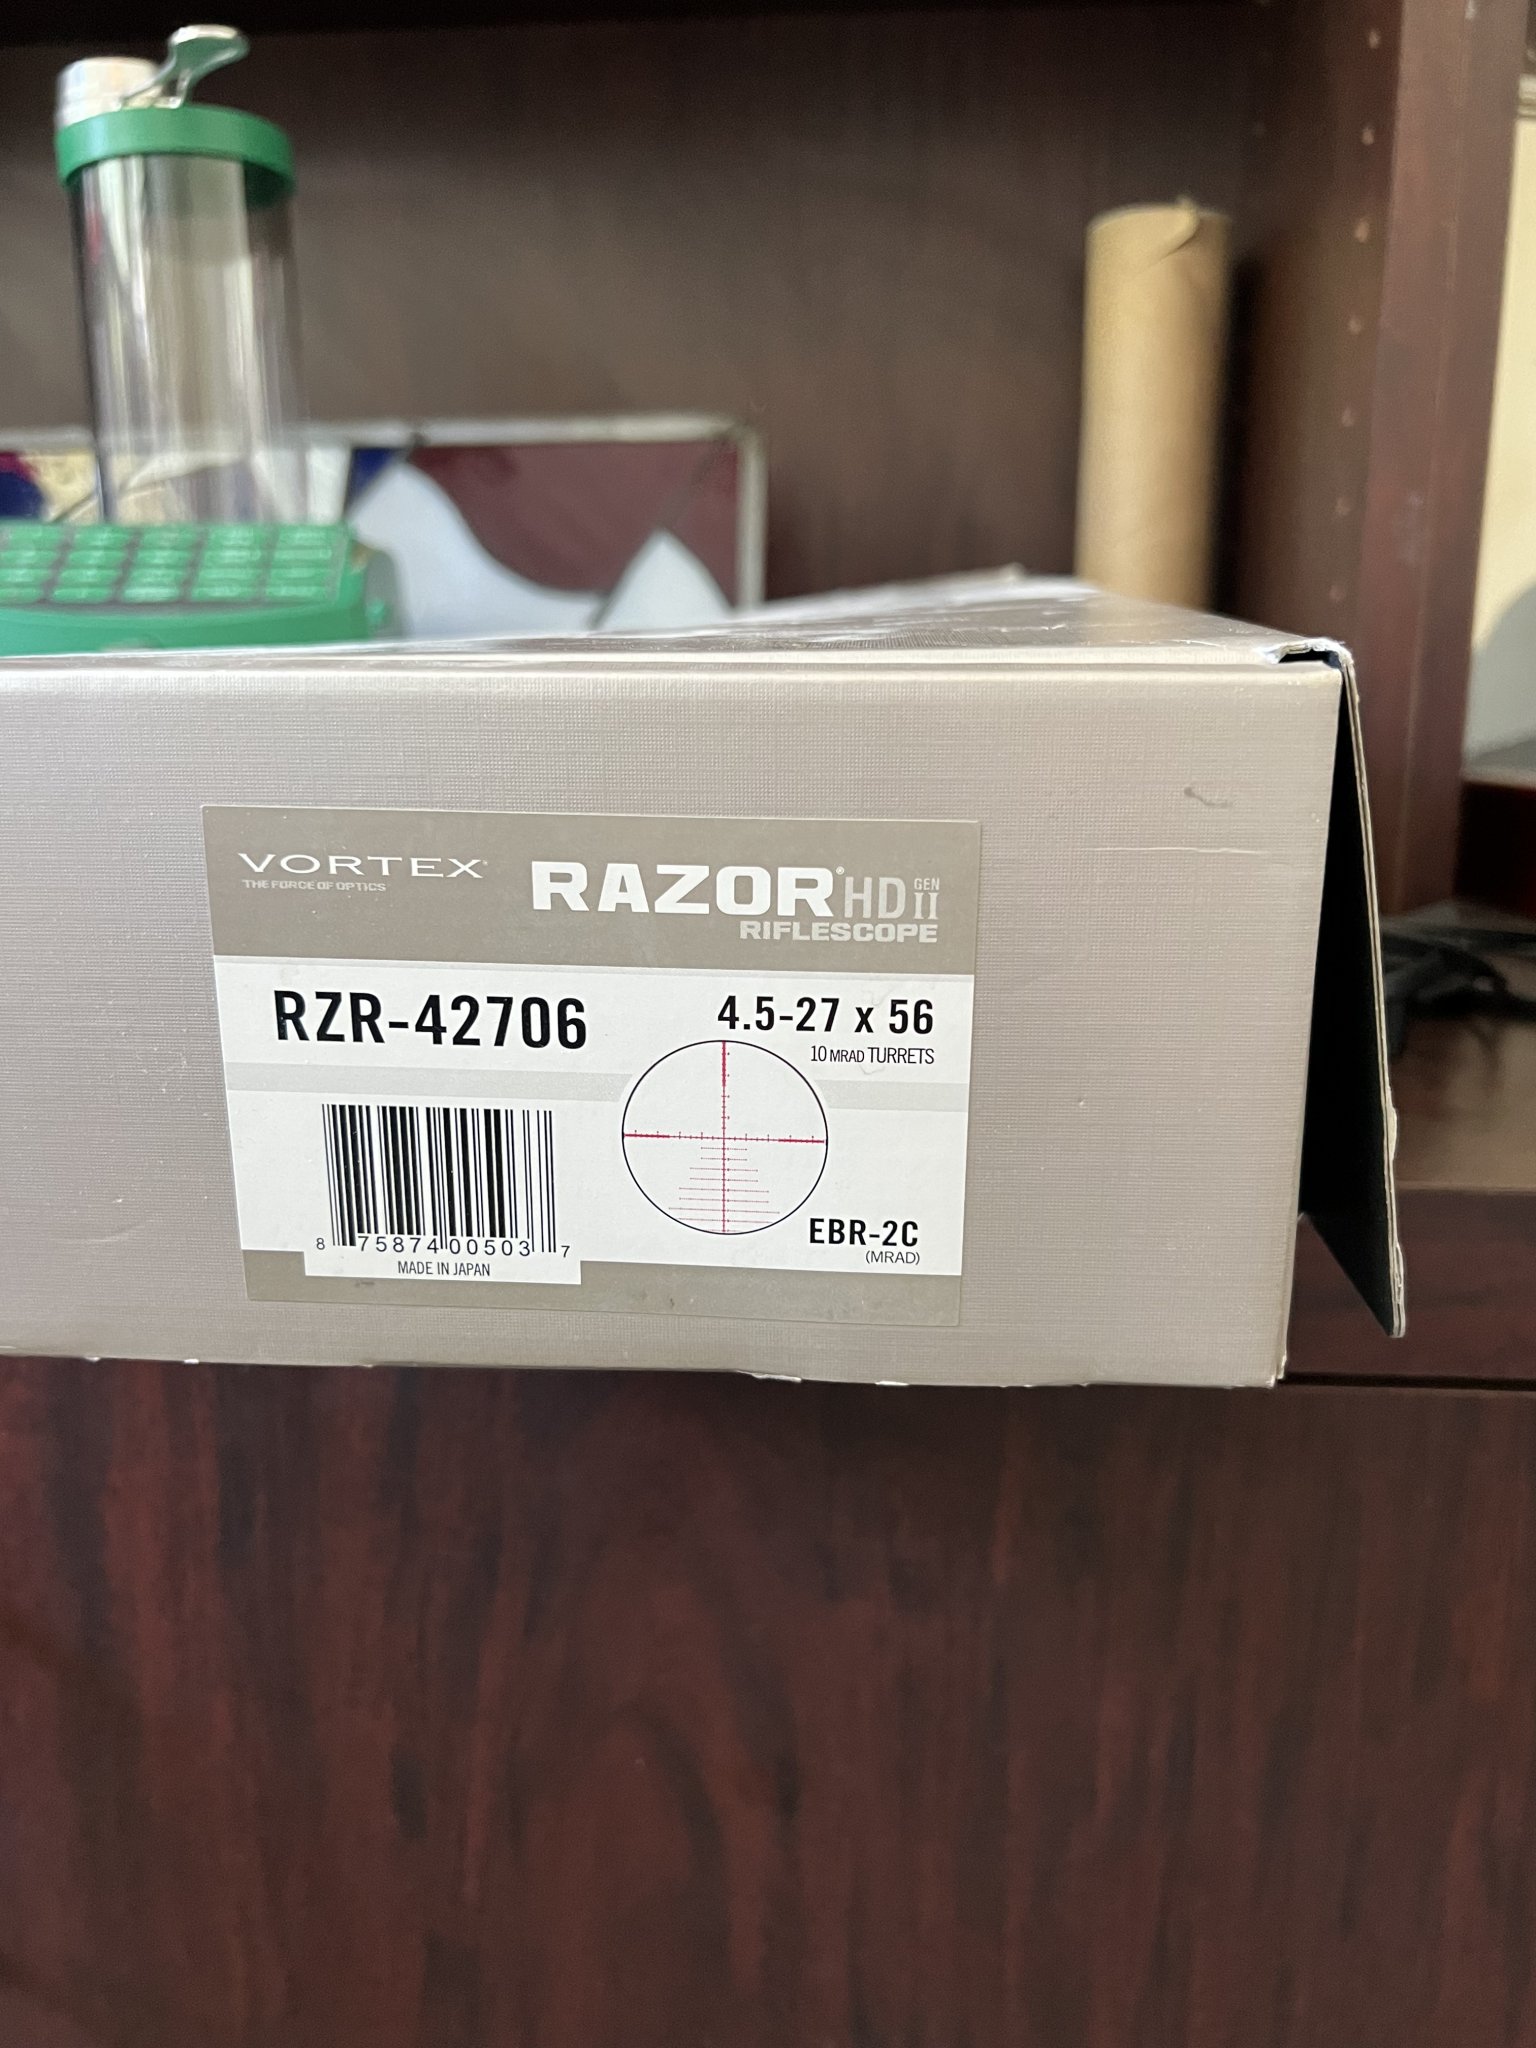 VORTEX®
THE FORCE OF OPTICS
RAZOR® HD GEN II
RIFLESCOPE
RZR-42706
4.5-27 x 56
10 MRAD TURRETS
EBR-2C
(MRAD)
8 75874 00503 7
MADE IN JAPAN